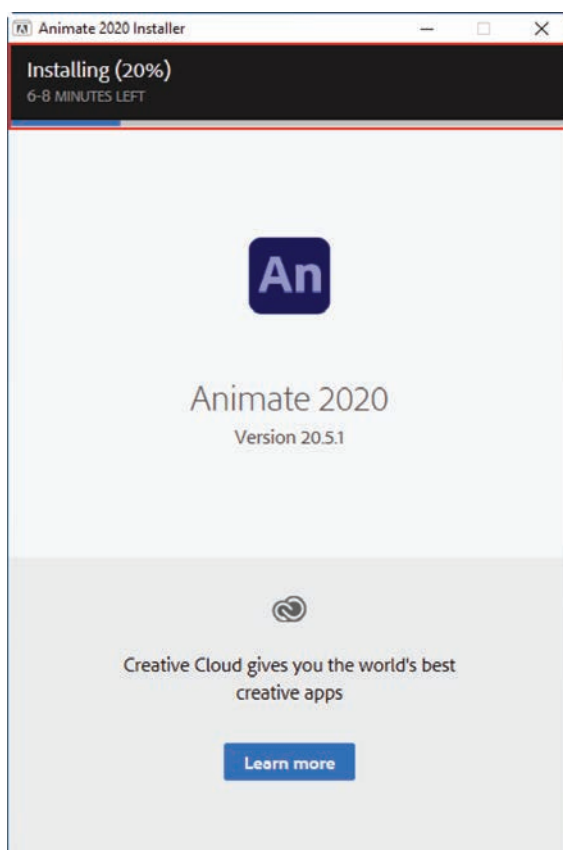 Animate 2020 Installer
Installing (20%)
6-8 MINUTES LEFT
An
Animate 2020
Version 20.5.1
Creative Cloud gives you the world's best
creative apps
Learn more